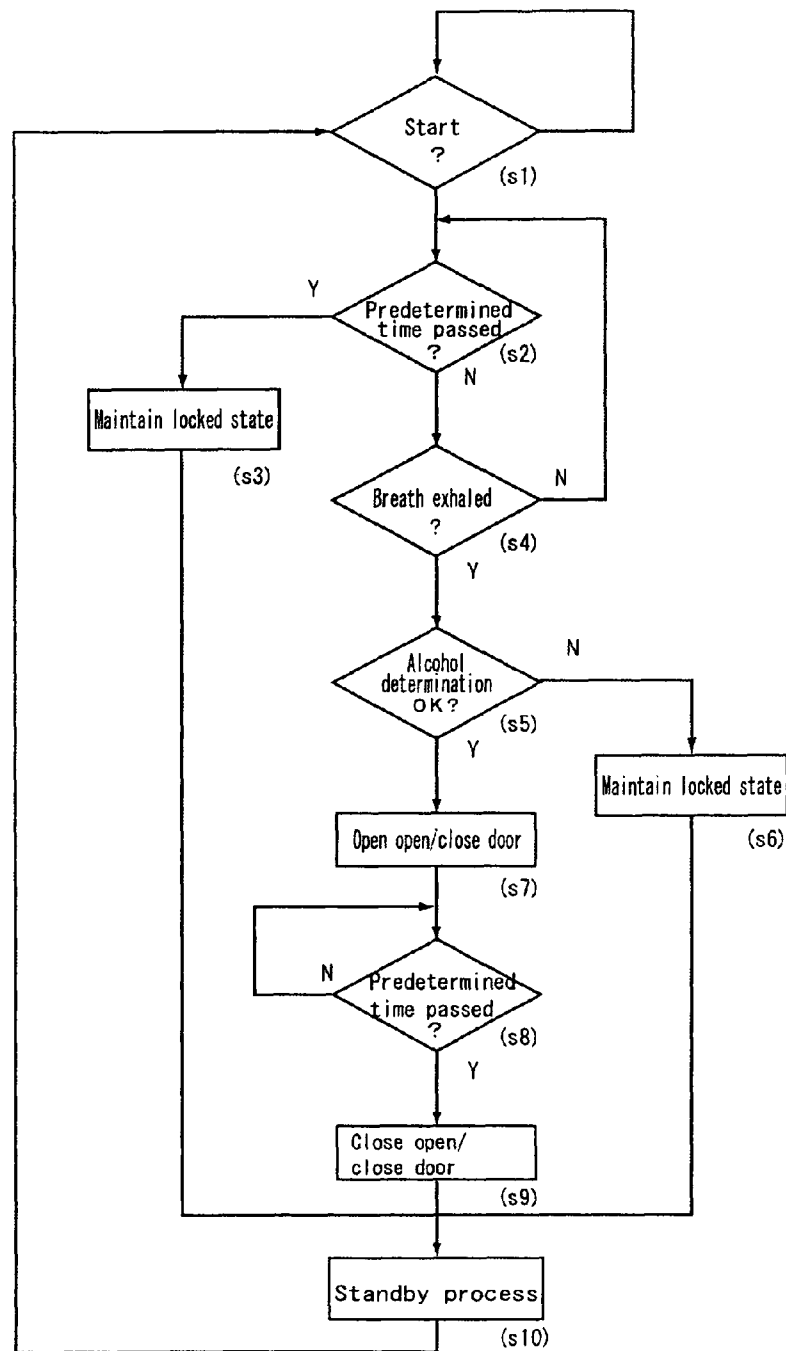 Start
?
(s1)
Y
Predetermined
time passed
?
(s2)
N
Maintain locked state
(s3)
Breath exhaled
?
N
(s4)
Y
Alcohol
determination
OK?
N
(s5)
Y
Maintain locked state
(s6)
Open open/close door
(s7)
N
Predetermined
time passed
?
(s8)
Y
Close open/
close door
(s9)
Standby process
(s10)